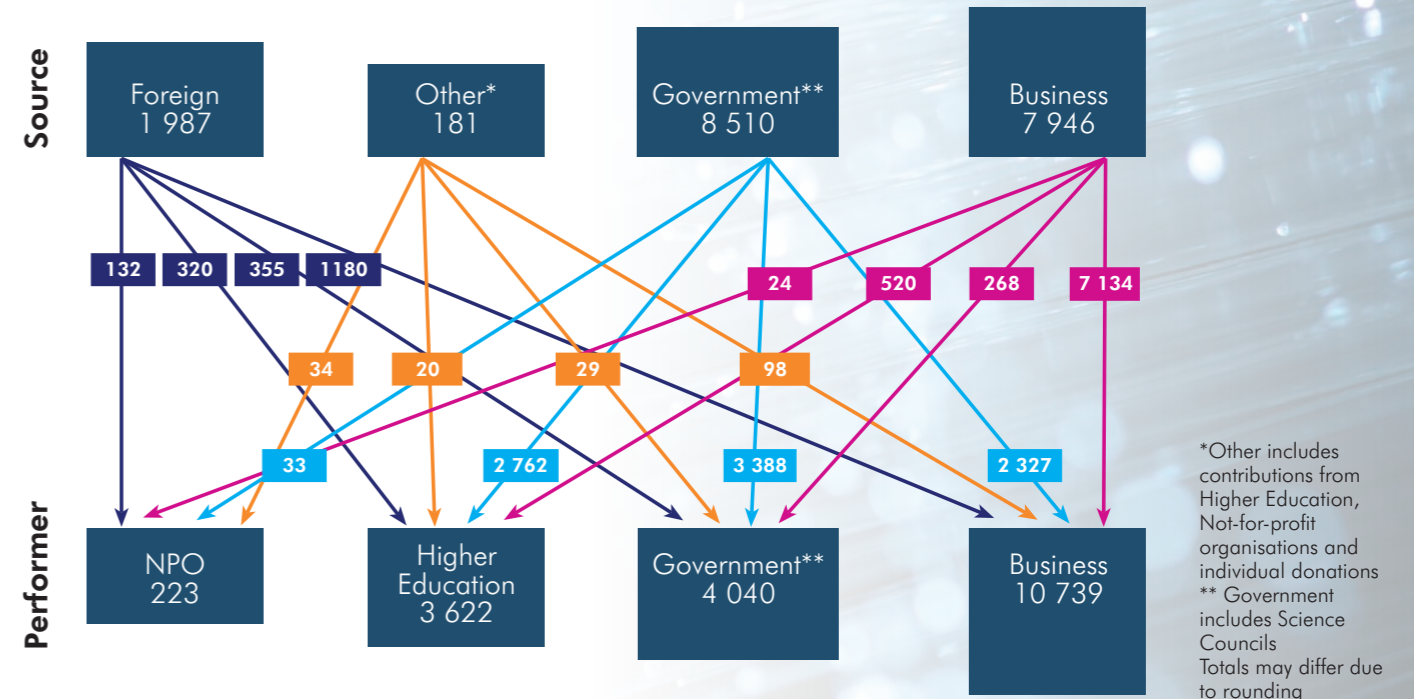 Source
Foreign
1 987
Other*
181
Government**
8 510
Business
7 946
132
320
355
1180
24
520
268
7 134
34
20
29
98
33
2 762
3 388
2 327
Performer
NPO
223
Higher
Education
3 622
Government**
4 040
Business
10 739
*Other includes
contributions from
Higher Education,
Not-for-profit
organisations and
individual donations
** Government
includes Science
Councils
Totals may differ due
to rounding